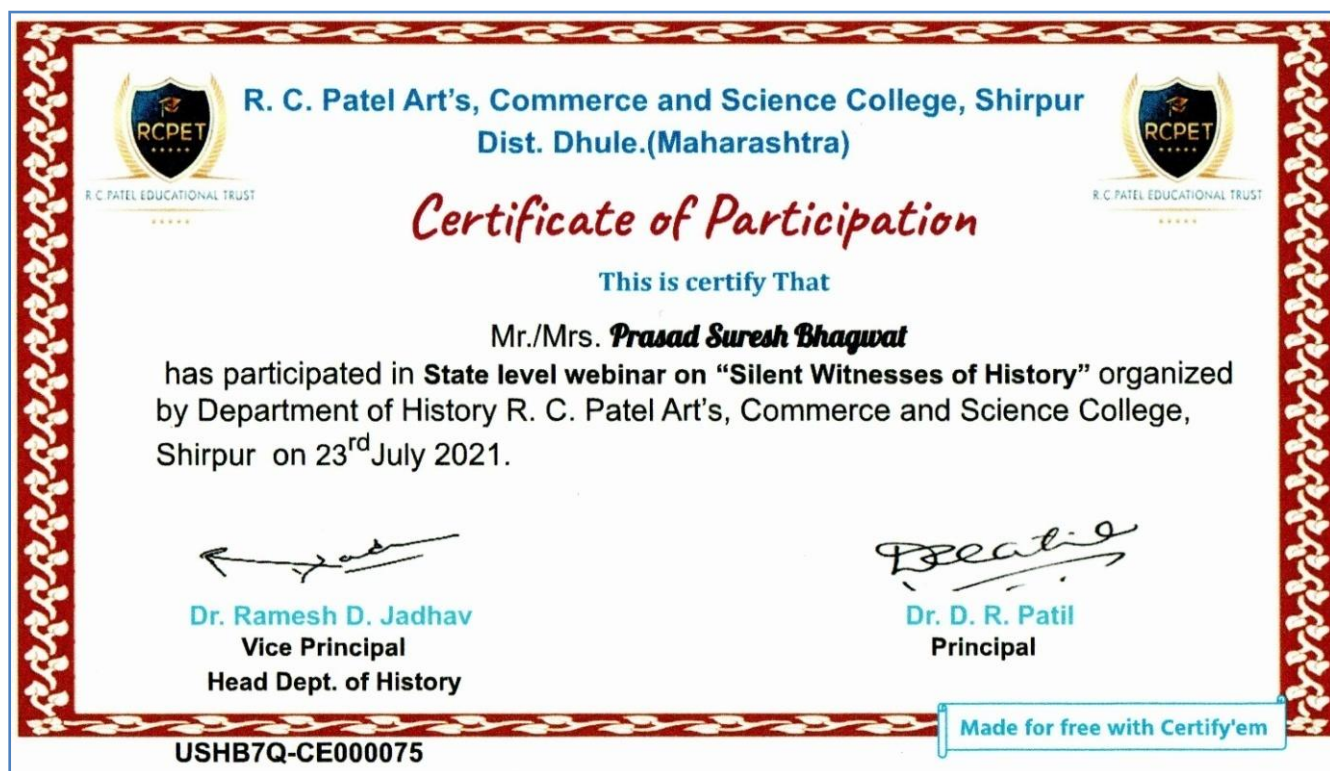 R. C. Patel Art's, Commerce and Science College, Shirpur
Dist. Dhule.(Maharashtra)
RCPET
R.C.PATEL EDUCATIONAL TRUST
RCPET
R.C.PATEL EDUCATIONAL TRUST
Certificate of Participation
This is certify That
Mr./Mrs. Prasad Suresh Bhagwat
has participated in State level webinar on “Silent Witnesses of History” organized
by Department of History R. C. Patel Art's, Commerce and Science College,
Shirpur on 23rd July 2021.
Dr. Ramesh D. Jadhav
Vice Principal
Head Dept. of History
Dr. D. R. Patil
Principal
Made for free with Certify'em
USHB7Q-CE000075